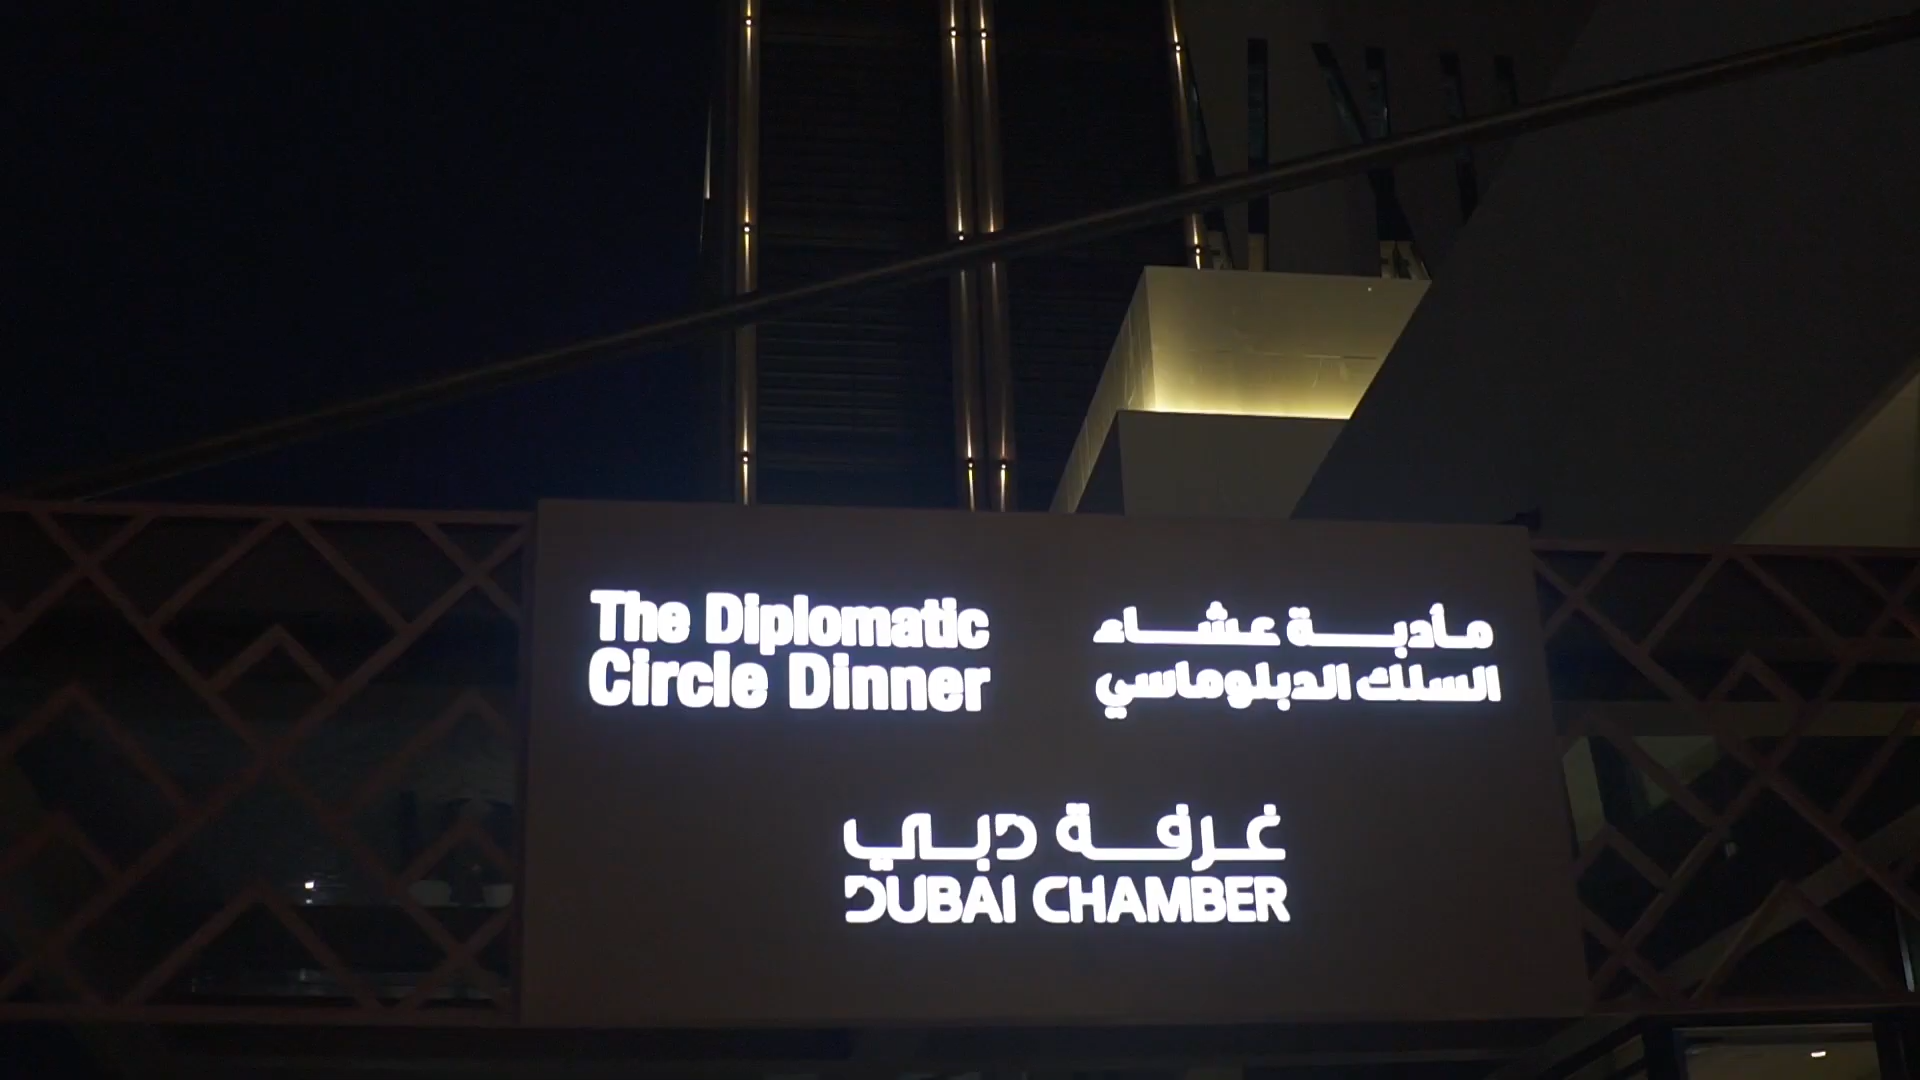 The Diplomatic
Circle Dinner
مأدبة عشاء
السلك الدبلوماسي
غرفة دبي
DUBAI CHAMBER